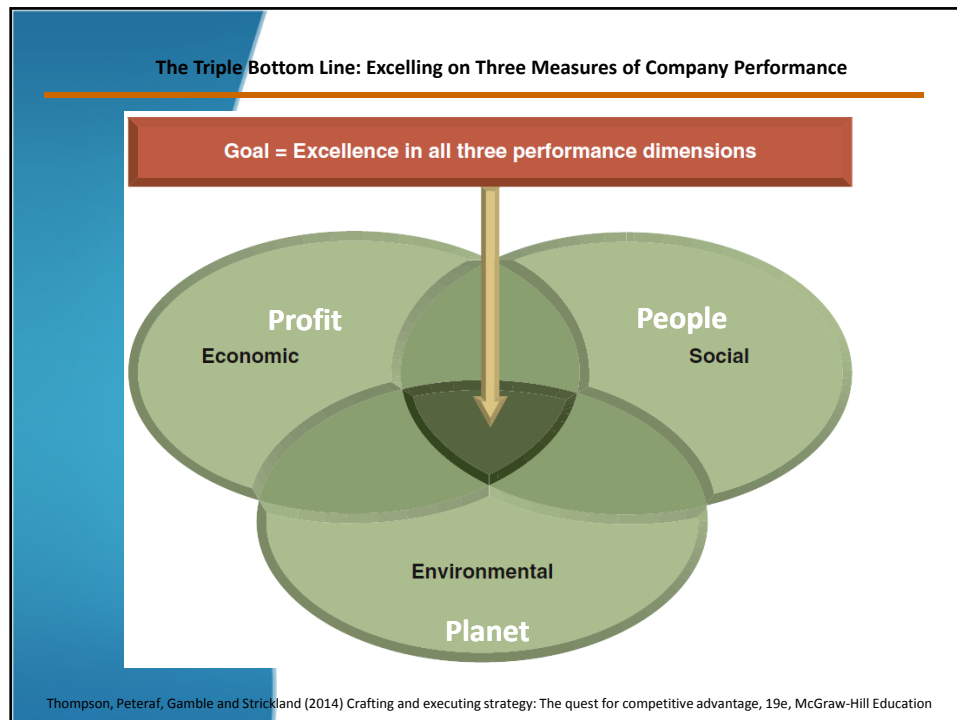 The Triple Bottom Line: Excelling on Three Measures of Company Performance
Goal = Excellence in all three performance dimensions
Profit
People
Economic
Social
Environmental
Planet
Thompson, Peteraf, Gamble and Strickland (2014) Crafting and executing strategy: The quest for competitive advantage, 19e, McGraw-Hill Education